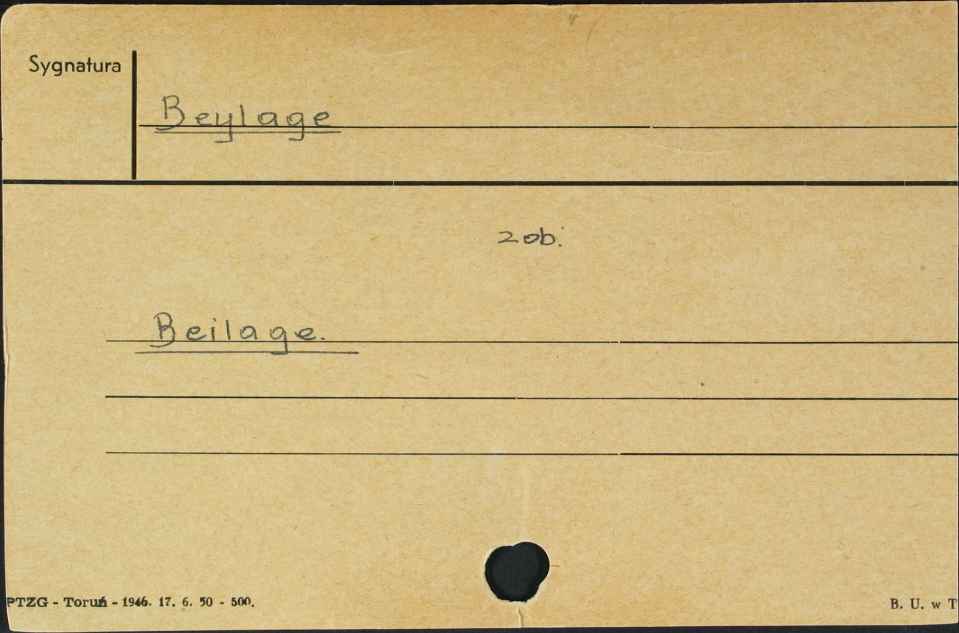 Sygnatura
Beylage
zob.
Beilage.
PTZG - Toruń - 1946. 17. 6. 50 - 500.
B. U. w T